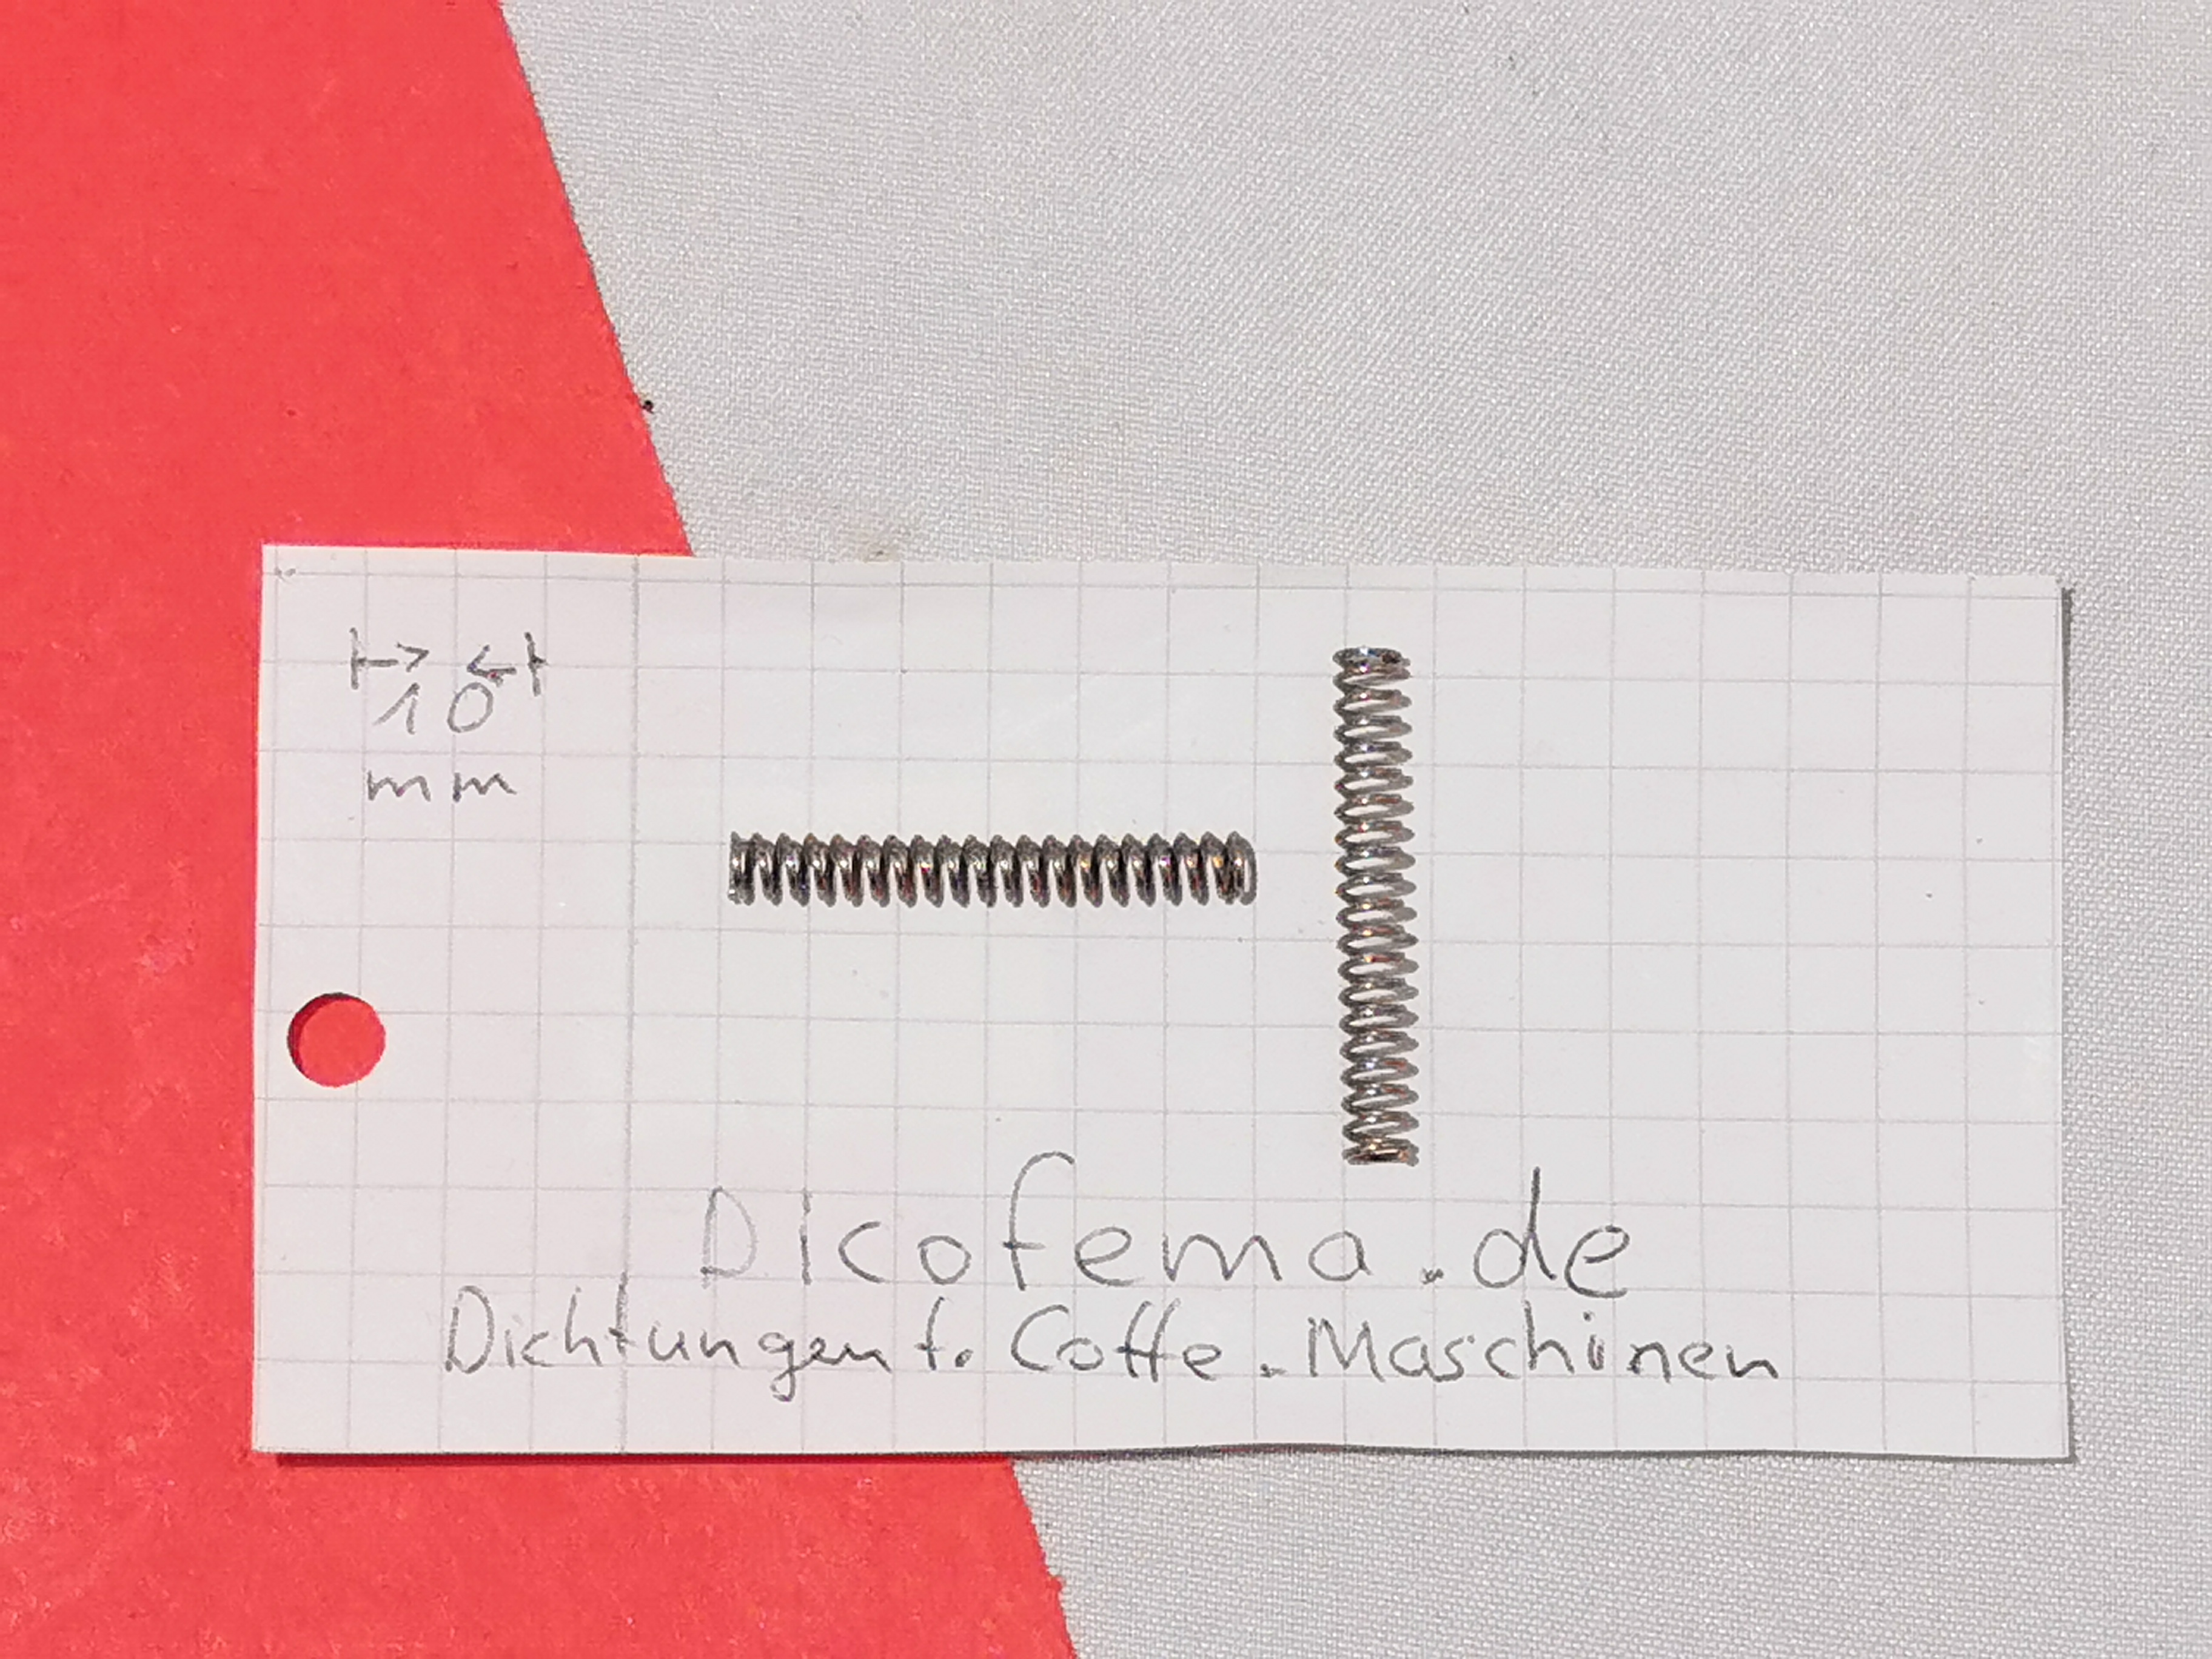 10
mm
Dicofema.de
Dichtungen f. Coffe.Maschinen